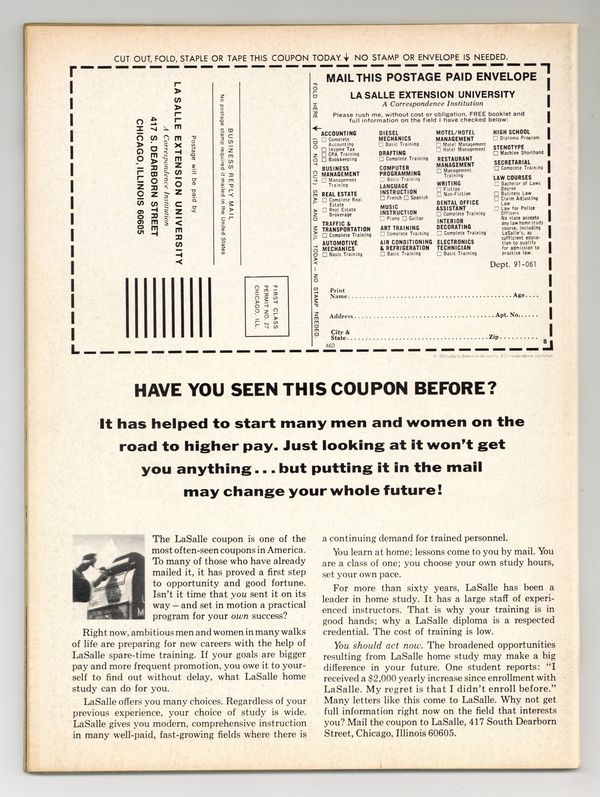 CUT OUT, FOLD, STAPLE OR TAPE THIS COUPON TODAY. NO STAMP OR ENVELOPE IS NEEDED.
Postage will be paid by
LA SALLE EXTENSION UNIVERSITY
A Correspondence Institution
417 S. DEARBORN STREET
CHICAGO, ILLINOIS 60605
BUSINESS REPLY MAIL
No postage stamp required if mailed in the United States
FIRST CLASS
PERMIT NO. 27
CHICAGO, ILL.
FOLD HERE (DO NOT CUT) SEAL AND MAIL TODAY — NO STAMP NEEDED.
MAIL THIS POSTAGE PAID ENVELOPE
LA SALLE EXTENSION UNIVERSITY
A Correspondence Institution
Please rush me, without cost or obligation, FREE booklet and
full information on the field I have checked below:
ACCOUNTING
Complete
Accounting
Income Tax
CPA Training
Bookkeeping
BUSINESS
MANAGEMENT
Management
Training
REAL ESTATE
Complete Real
Estate
Real Estate
Brokerage
TRAFFIC &
TRANSPORTATION
Complete Training
AUTOMOTIVE
MECHANICS
Basic Training
DIESEL
MECHANICS
Basic Training
DRAFTING
Complete Training
COMPUTER
PROGRAMMING
Basic Training
LANGUAGE
INSTRUCTION
French Spanish
MUSIC
INSTRUCTION
Piano Guitar
ART TRAINING
Complete Training
AIR CONDITIONING
& REFRIGERATION
Basic Training
MOTEL/HOTEL
MANAGEMENT
Motel Management
Hotel Management
RESTAURANT
MANAGEMENT
Management
Training
WRITING
Fiction
Non-Fiction
DENTAL OFFICE
ASSISTANT
Complete Training
INTERIOR
DECORATING
Complete Training
ELECTRONICS
TECHNICIAN
Basic Training
HIGH SCHOOL
Diploma Program
STENOTYPE
Machine Shorthand
SECRETARIAL
Complete Training
LAW COURSES
Bachelor of Laws
Degree
Business Law
Claim Adjusting
Law
Law for Police
Officers
No state accepts
any law home study
course, including
LaSalle's, as
sufficient educa-
tion to qualify
for admission to
practice law.
Dept. 91-061
Print
Name Age
Address Apt. No.
City &
State Zip
46D
8
© 1972 LaSalle Extension University, A Correspondence Institution
HAVE YOU SEEN THIS COUPON BEFORE?
It has helped to start many men and women on the
road to higher pay. Just looking at it won't get
you anything...but putting it in the mail
may change your whole future!
The LaSalle coupon is one of the
most often-seen coupons in America.
To many of those who have already
mailed it, it has proved a first step
to opportunity and good fortune.
Isn't it time that you sent it on its
way – and set in motion a practical
program for your own success?
Right now, ambitious men and women in many walks
of life are preparing for new careers with the help of
LaSalle spare-time training. If your goals are bigger
pay and more frequent promotion, you owe it to your-
self to find out without delay, what LaSalle home
study can do for you.
LaSalle offers you many choices. Regardless of your
previous experience, your choice of study is wide.
LaSalle gives you modern, comprehensive instruction
in many well-paid, fast-growing fields where there is
a continuing demand for trained personnel.
You learn at home; lessons come to you by mail. You
are a class of one; you choose your own study hours,
set your own pace.
For more than sixty years, LaSalle has been a
leader in home study. It has a large staff of experi-
enced instructors. That is why your training is in
good hands; why a LaSalle diploma is a respected
credential. The cost of training is low.
You should act now. The broadened opportunities
resulting from LaSalle home study may make a big
difference in your future. One student reports: "I
received a $2,000 yearly increase since enrollment with
LaSalle. My regret is that I didn't enroll before."
Many letters like this come to LaSalle. Why not get
full information right now on the field that interests
you? Mail the coupon to LaSalle, 417 South Dearborn
Street, Chicago, Illinois 60605.